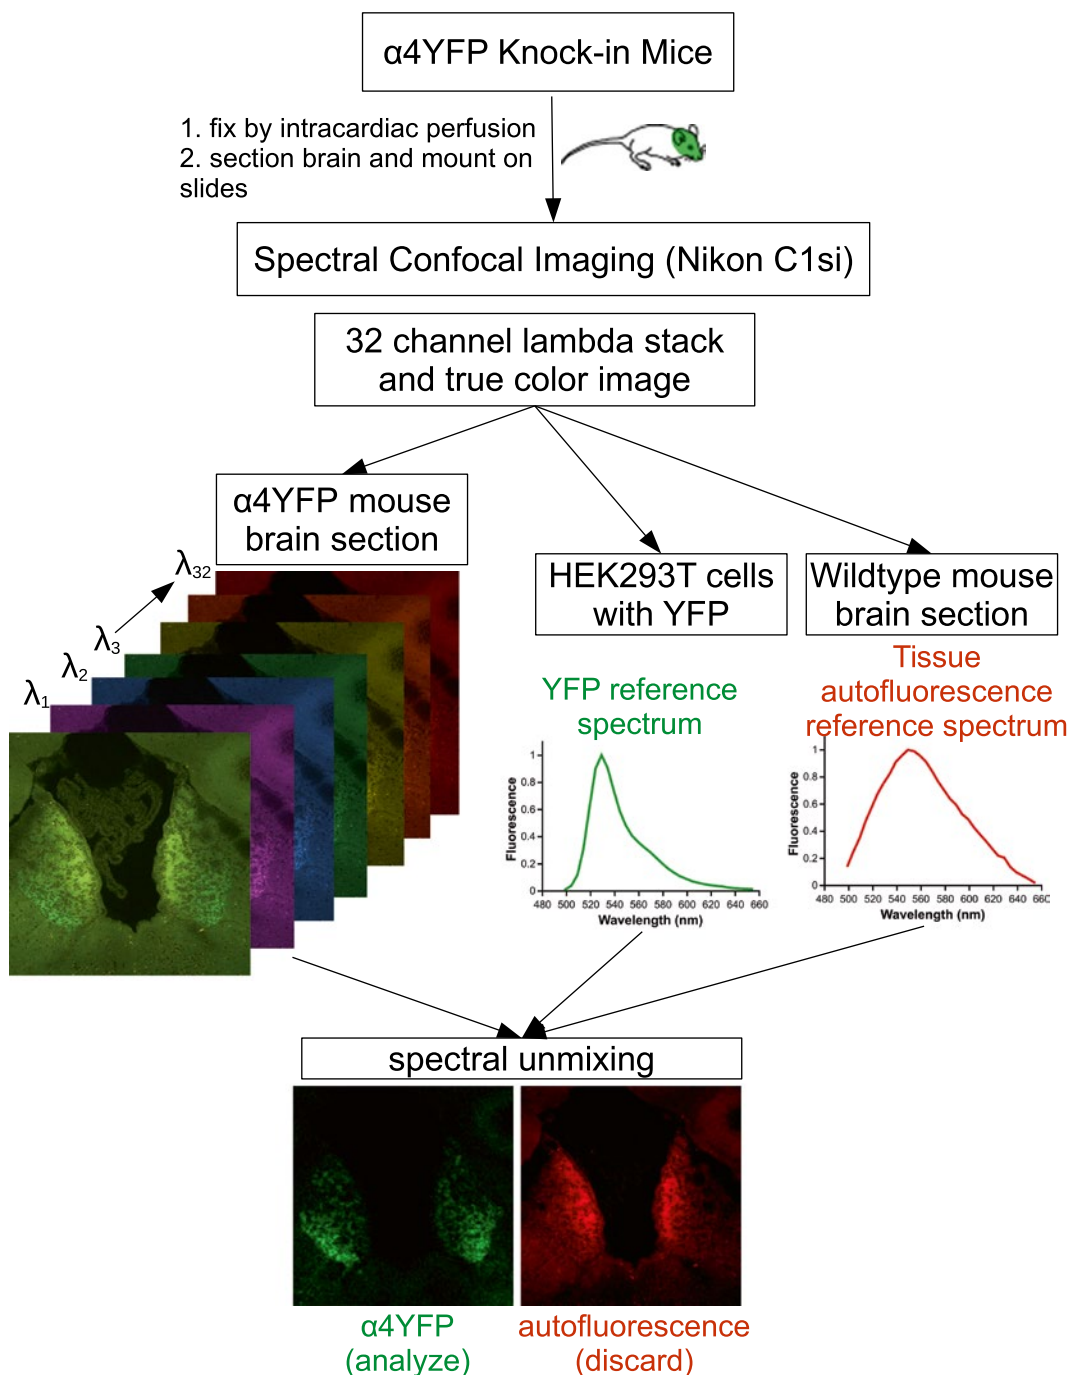 α4YFP Knock-in Mice
1. fix by intracardiac perfusion
2. section brain and mount on
slides
Spectral Confocal Imaging (Nikon C1si)
32 channel lambda stack
and true color image
α4YFP mouse
brain section
HEK293T cells
with YFP
Wildtype mouse
brain section
λ32
λ3
λ2
λ1
YFP reference
spectrum
Tissue
autofluorescence
reference spectrum
Fluorescence
1
0.8
0.6
0.4
0.2
0
480 500 520 540 560 580 600 620 640 660
Wavelength (nm)
Fluorescence
1
0.8
0.6
0.4
0.2
0
480 500 520 540 560 580 600 620 640 660
Wavelength (nm)
spectral unmixing
α4YFP
(analyze)
autofluorescence
(discard)